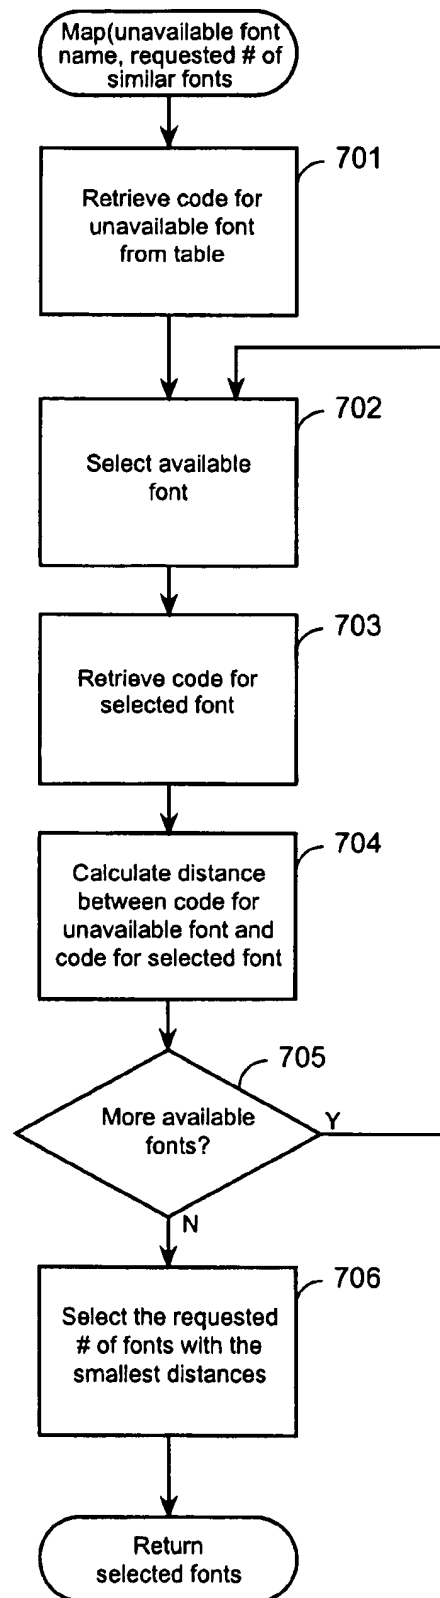 Map(unavailable font
name, requested # of
similar fonts
701
Retrieve code for
unavailable font
from table
702
Select available
font
703
Retrieve code for
selected font
704
Calculate distance
between code for
unavailable font and
code for selected font
705
More available
fonts?
Y
N
706
Select the requested
# of fonts with the
smallest distances
Return
selected fonts